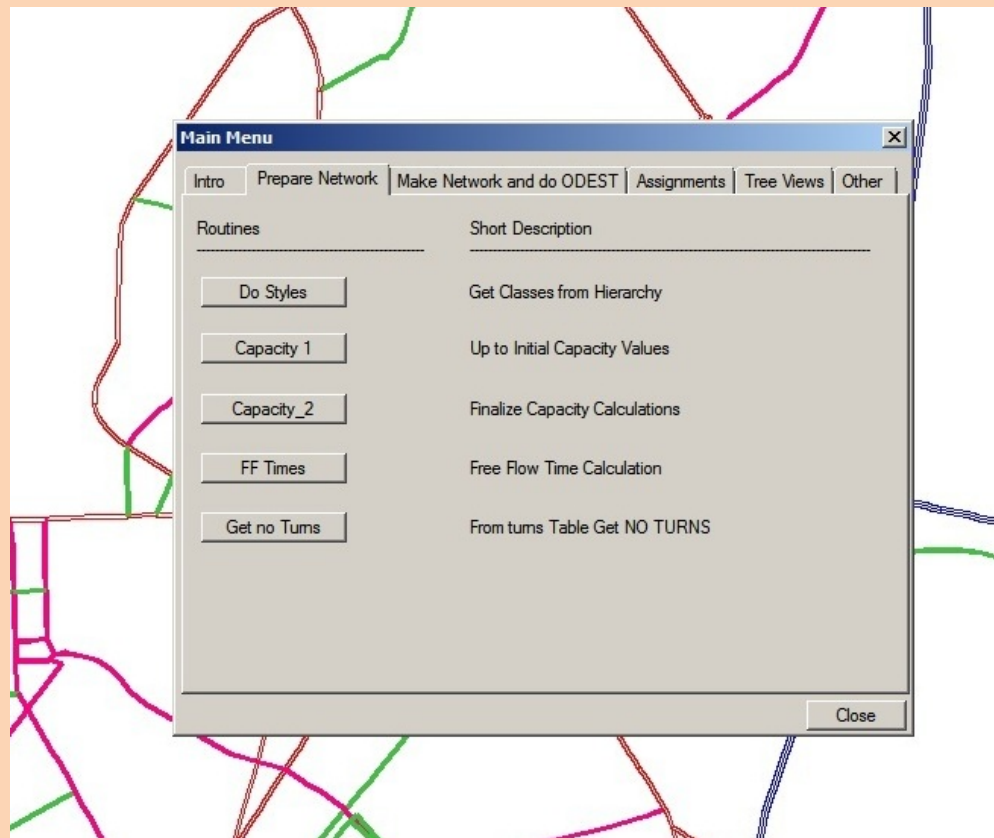 Main Menu
Intro Prepare Network Make Network and do ODEST Assignments Tree Views Other
Routines Short Description
Do Styles Get Classes from Hierarchy
Capacity 1 Up to Initial Capacity Values
Capacity_2 Finalize Capacity Calculations
FF Times Free Flow Time Calculation
Get no Turns From turns Table Get NO TURNS
Close